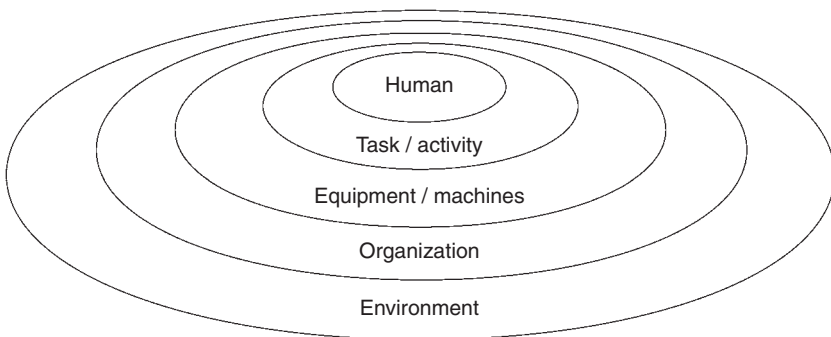 Human
Task / activity
Equipment / machines
Organization
Environment